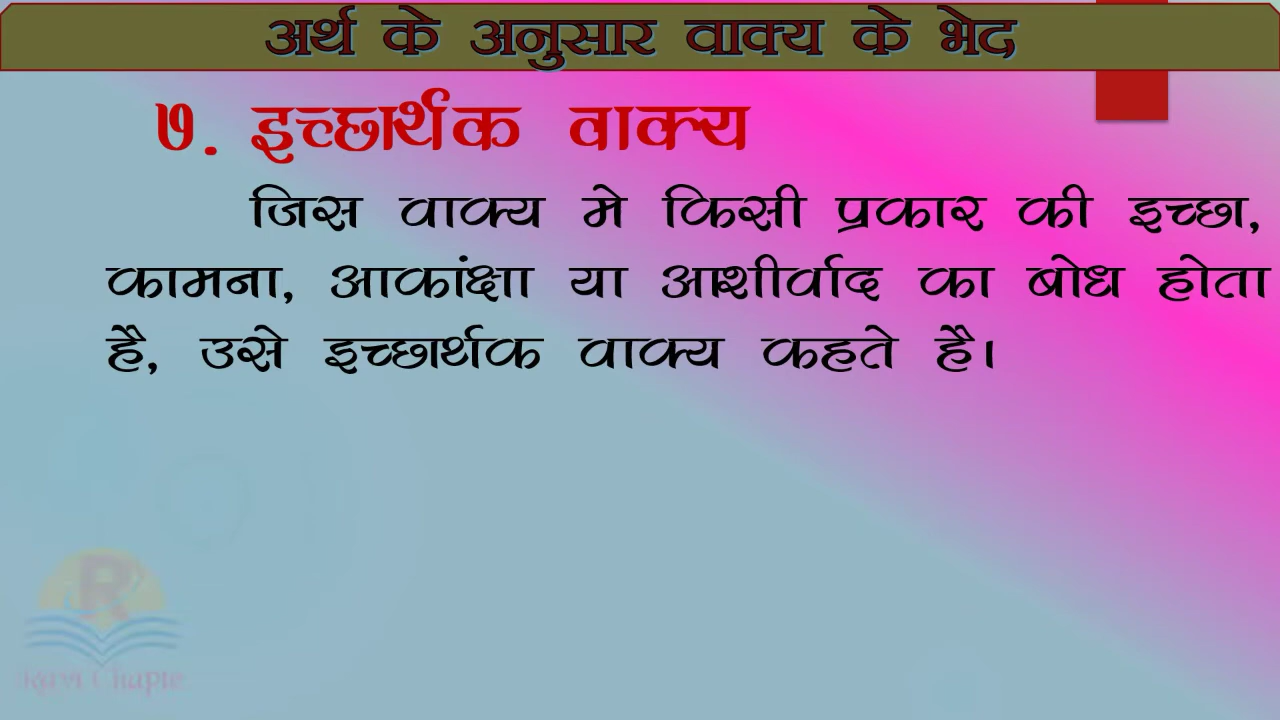 अर्थ के अनुसार वाक्य के भेद
७. इच्छार्थक वाक्य
जिस वाक्य मे किसी प्रकार की इच्छा,
कामना, आकांक्षा या आशीर्वाद का बोध होता
है, उसे इच्छार्थक वाक्य कहते है।
R